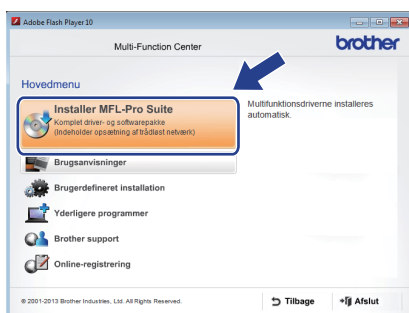 Adobe Flash Player 10
Multi-Function Center
brother
Hovedmenu
Installer MFL-Pro Suite
Komplet driver- og softwarepakke
(Indeholder opsætning af trådløst netværk)
Multifunktionsdriverne installeres
automatisk.
Brugsanvisninger
Brugerdefineret installation
Yderligere programmer
Brother support
Online-registrering
© 2001-2013 Brother Industries, Ltd. All Rights Reserved.
Tilbage
Afslut